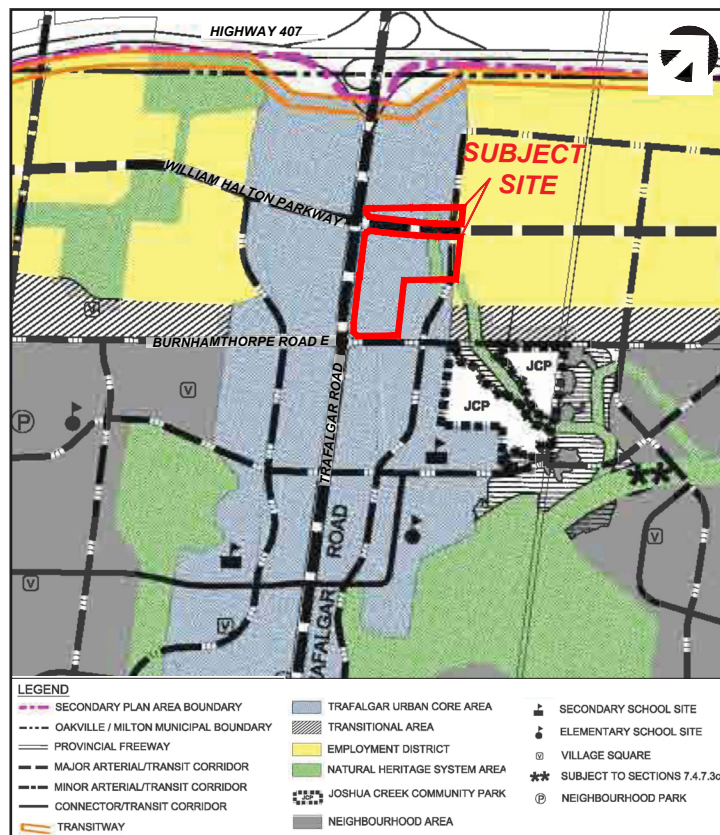 HIGHWAY 407
SUBJECT
SITE
WILLIAM HALTON PARKWAY
V
BURNHAMTHORPE ROAD E
JCP
JCP
V
P
TRAFALGAR ROAD
TRAFALGAR ROAD
V
V
V
**
LEGEND
SECONDARY PLAN AREA BOUNDARY
OAKVILLE / MILTON MUNICIPAL BOUNDARY
PROVINCIAL FREEWAY
MAJOR ARTERIAL/TRANSIT CORRIDOR
MINOR ARTERIAL/TRANSIT CORRIDOR
CONNECTOR/TRANSIT CORRIDOR
TRANSITWAY
TRAFALGAR URBAN CORE AREA
TRANSITIONAL AREA
EMPLOYMENT DISTRICT
NATURAL HERITAGE SYSTEM AREA
JCP JOSHUA CREEK COMMUNITY PARK
NEIGHBOURHOOD AREA
SECONDARY SCHOOL SITE
ELEMENTARY SCHOOL SITE
V VILLAGE SQUARE
** SUBJECT TO SECTIONS 7.4.7.3c
P NEIGHBOURHOOD PARK